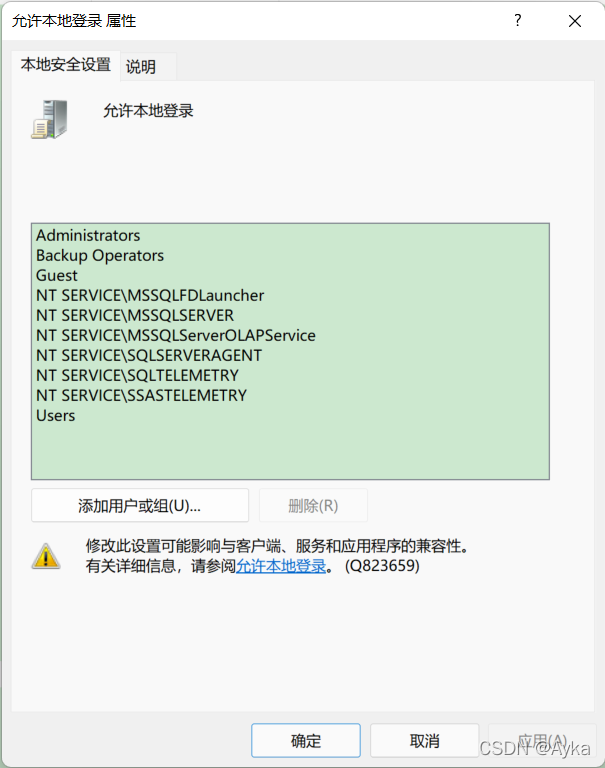 允许本地登录 属性
?
本地安全设置 说明
允许本地登录
Administrators
Backup Operators
Guest
NT SERVICE\MSSQLFDLauncher
NT SERVICE\MSSQLSERVER
NT SERVICE\MSSQLServerOLAPService
NT SERVICE\SQLSERVERAGENT
NT SERVICE\SQLTELEMETRY
NT SERVICE\SSASTELEMETRY
Users
添加用户或组(U)... 删除(R)
修改此设置可能影响与客户端、服务和应用程序的兼容性。
有关详细信息，请参阅允许本地登录。 (Q823659)
确定 取消 应用(A)
CSDN @Ayka